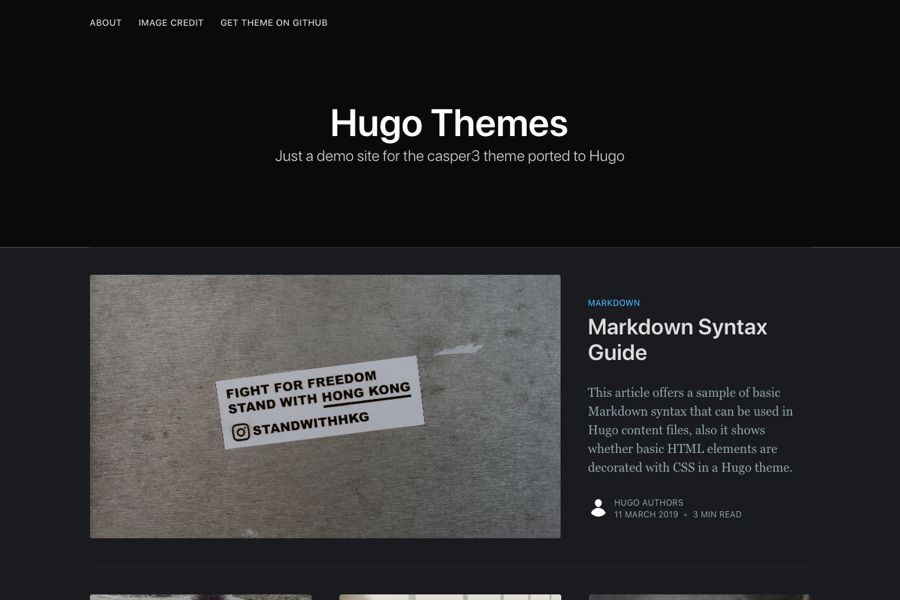 ABOUT IMAGE CREDIT GET THEME ON GITHUB
Hugo Themes
Just a demo site for the casper3 theme ported to Hugo
FIGHT FOR FREEDOM
STAND WITH HONG KONG
STANDWITHHKG
MARKDOWN
Markdown Syntax
Guide
This article offers a sample of basic
Markdown syntax that can be used in
Hugo content files, also it shows
whether basic HTML elements are
decorated with CSS in a Hugo theme.
HUGO AUTHORS
11 MARCH 2019 • 3 MIN READ